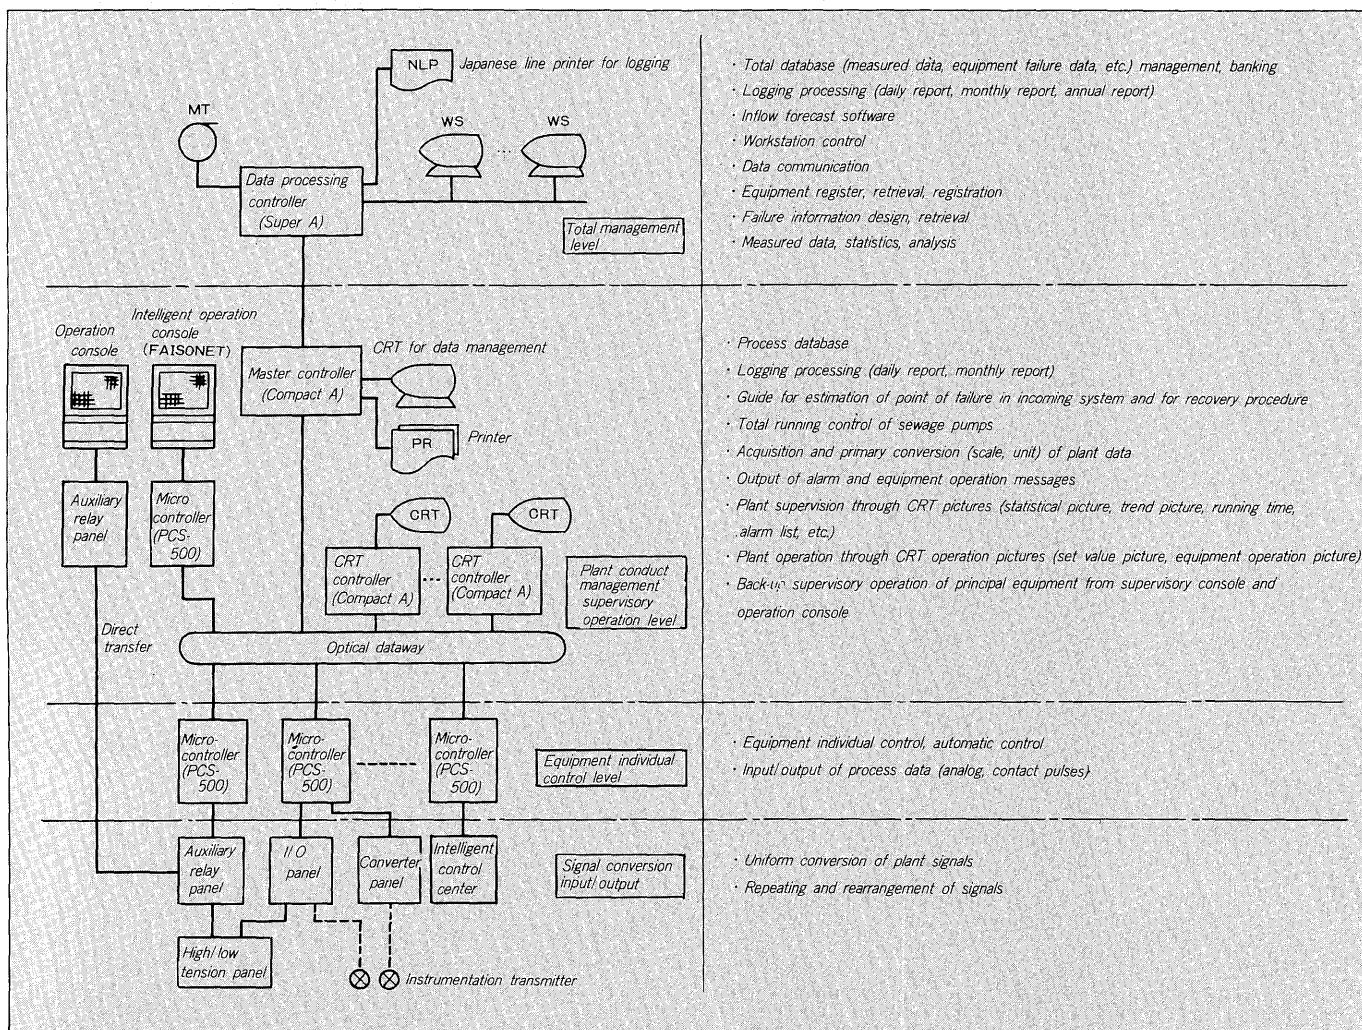 NLP
Japanese line printer for logging
MT
WS
WS
Data processing
controller
(Super A)
Total management
level
· Total database (measured data, equipment failure data, etc.) management, banking
· Logging processing (daily report, monthly report, annual report)
· Inflow forecast software
· Workstation control
· Data communication
· Equipment register, retrieval, registration
· Failure information design, retrieval
· Measured data, statistics, analysis
Operation
console
Intelligent operation
console
(FAISONET)
Master controller
(Compact A)
CRT for data management
PR
Printer
Auxiliary
relay
panel
Micro
controller
(PCS-
500)
CRT
CRT
CRT
controller
(Compact A)
CRT
controller
(Compact A)
Plant conduct
management
supervisory
operation level
Direct
transfer
Optical dataway
· Process database
· Logging processing (daily report, monthly report)
· Guide for estimation of point of failure in incoming system and for recovery procedure
· Total running control of sewage pumps
· Acquisition and primary conversion (scale, unit) of plant data
· Output of alarm and equipment operation messages
· Plant supervision through CRT pictures (statistical picture, trend picture, running time,
alarm list, etc.)
· Plant operation through CRT operation pictures (set value picture, equipment operation picture)
· Back-up supervisory operation of principal equipment from supervisory console and
operation console
Micro-
controller
(PCS-
500)
Micro-
controller
(PCS-
500)
Micro-
controller
(PCS-
500)
Equipment individual
control level
· Equipment individual control, automatic control
· Input/output of process data (analog, contact pulses)
Auxiliary
relay
panel
I/O
panel
Converter
panel
Intelligent
control
center
Signal conversion
input/output
· Uniform conversion of plant signals
· Repeating and rearrangement of signals
High/low
tension panel
Instrumentation transmitter